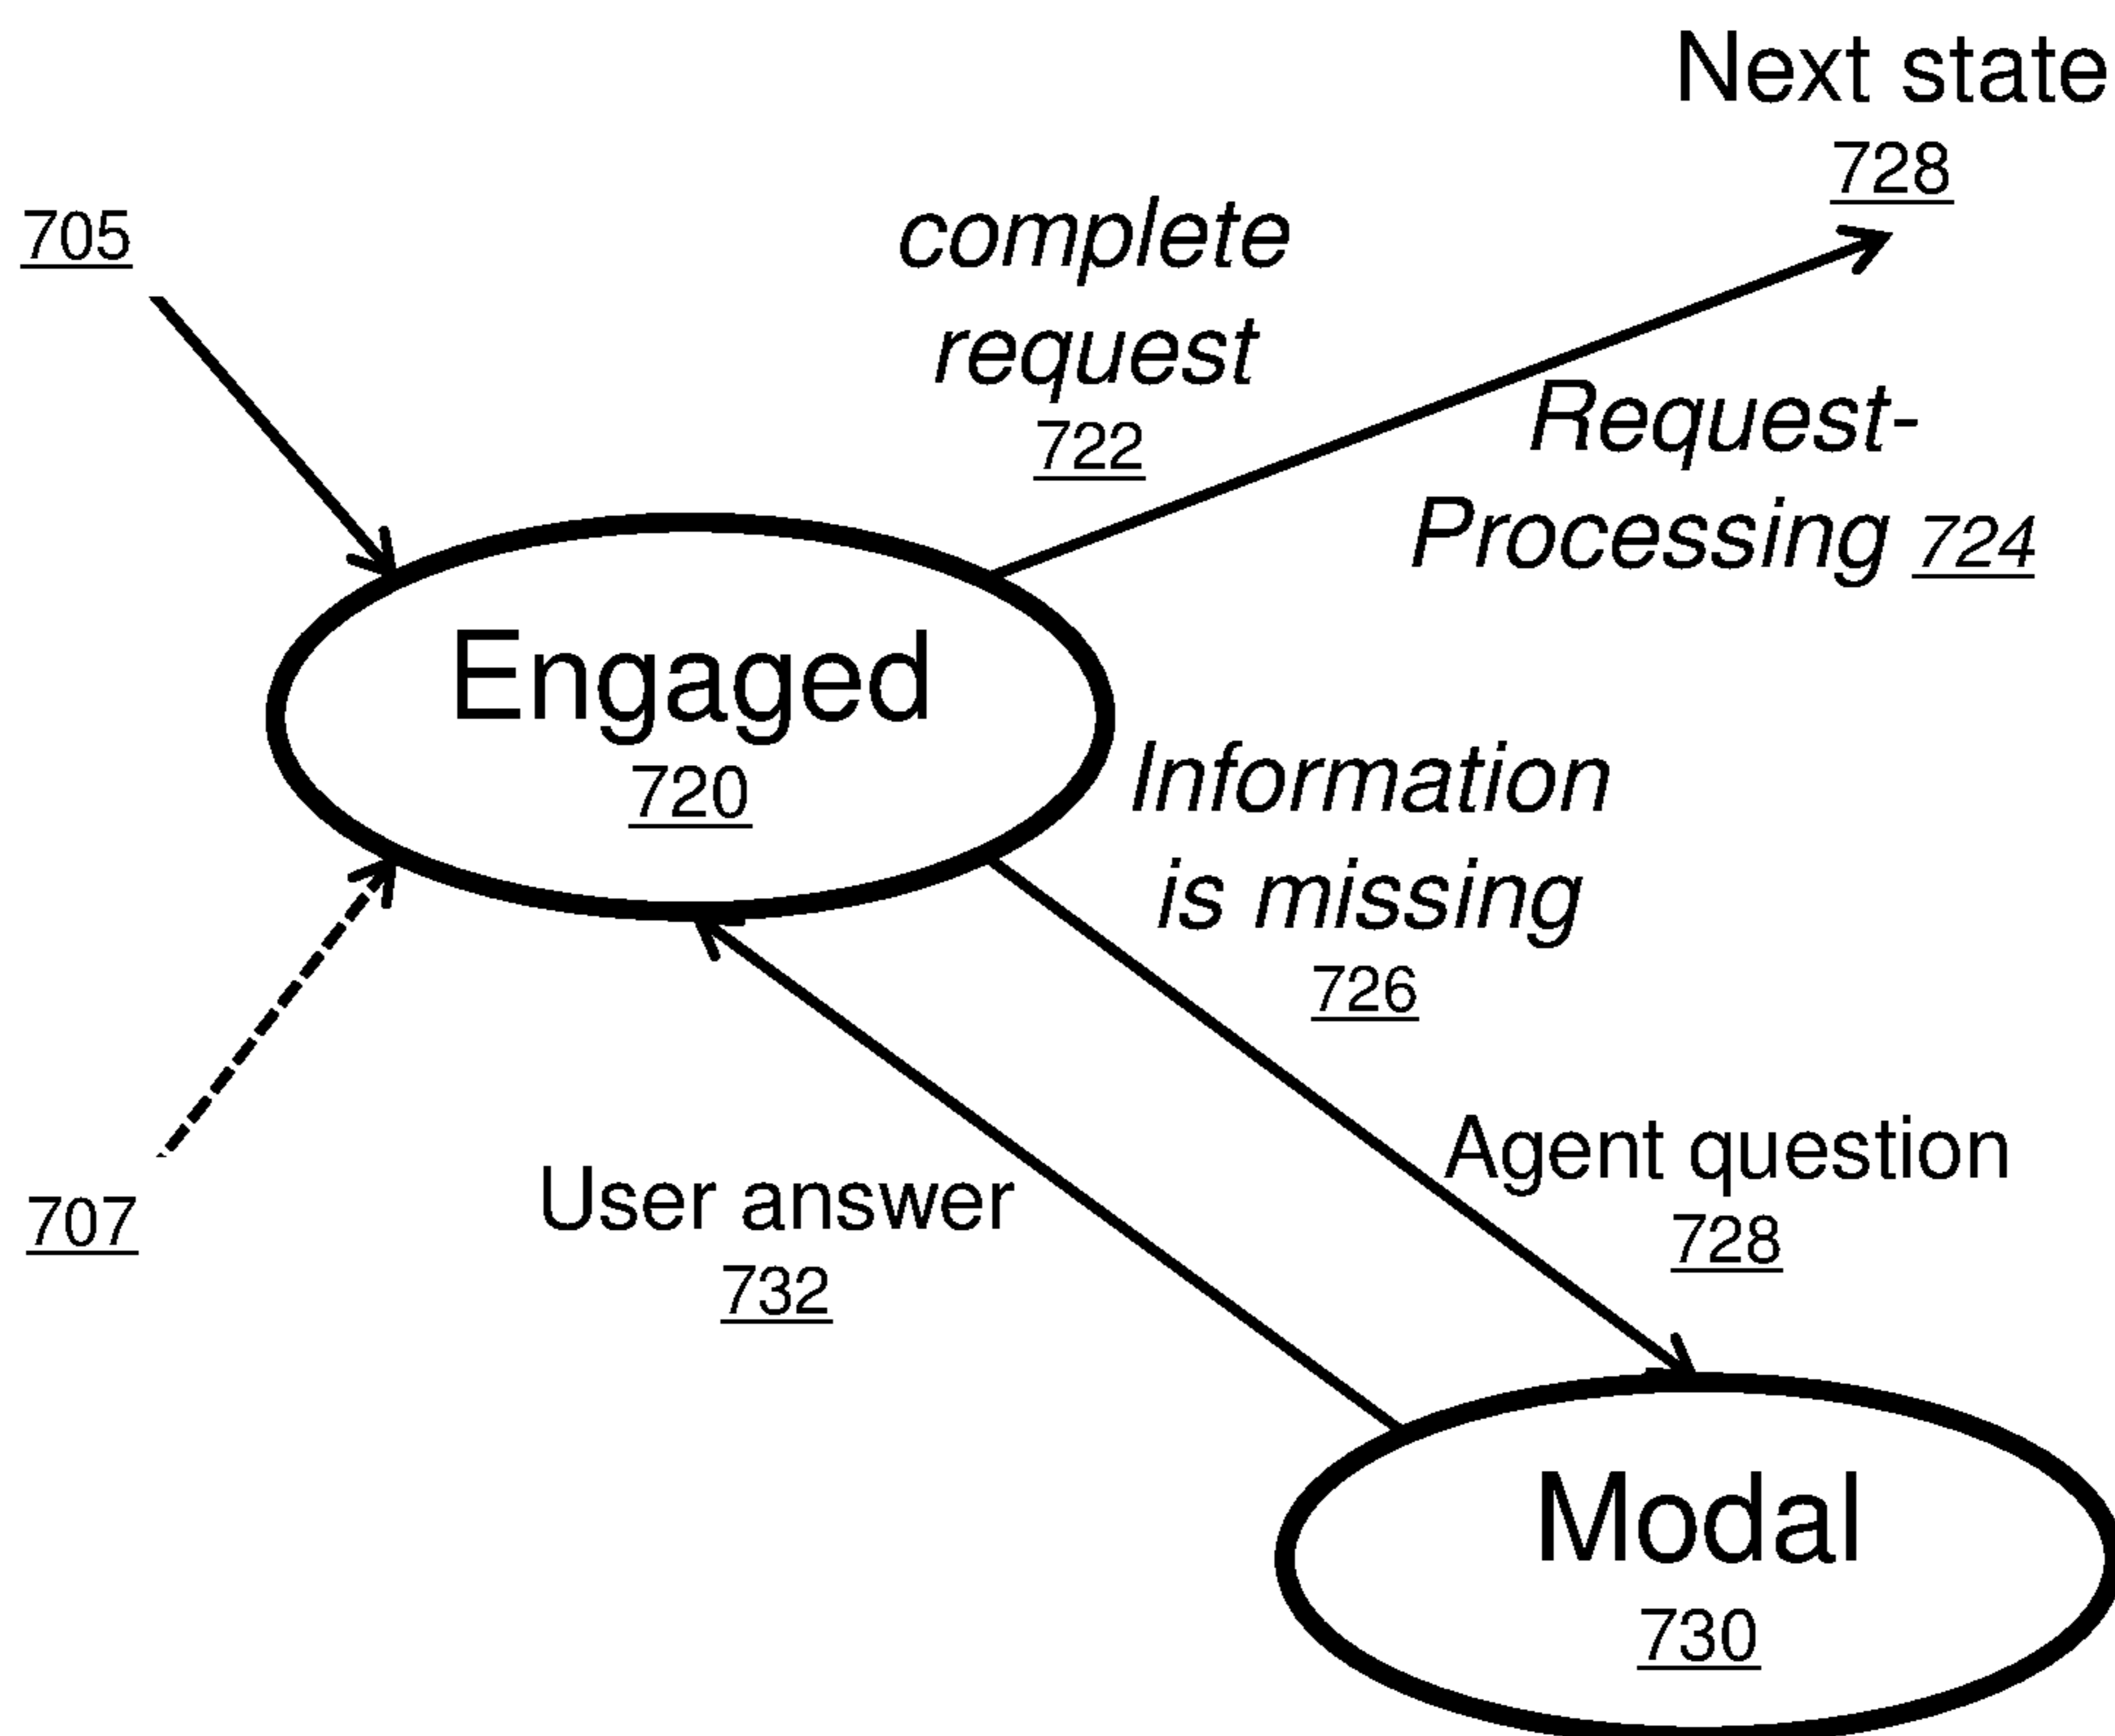 Next state
728
705
complete
request
722
Request-
Processing 724
Engaged
720
Information
is missing
726
Agent question
728
User answer
732
707
Modal
730